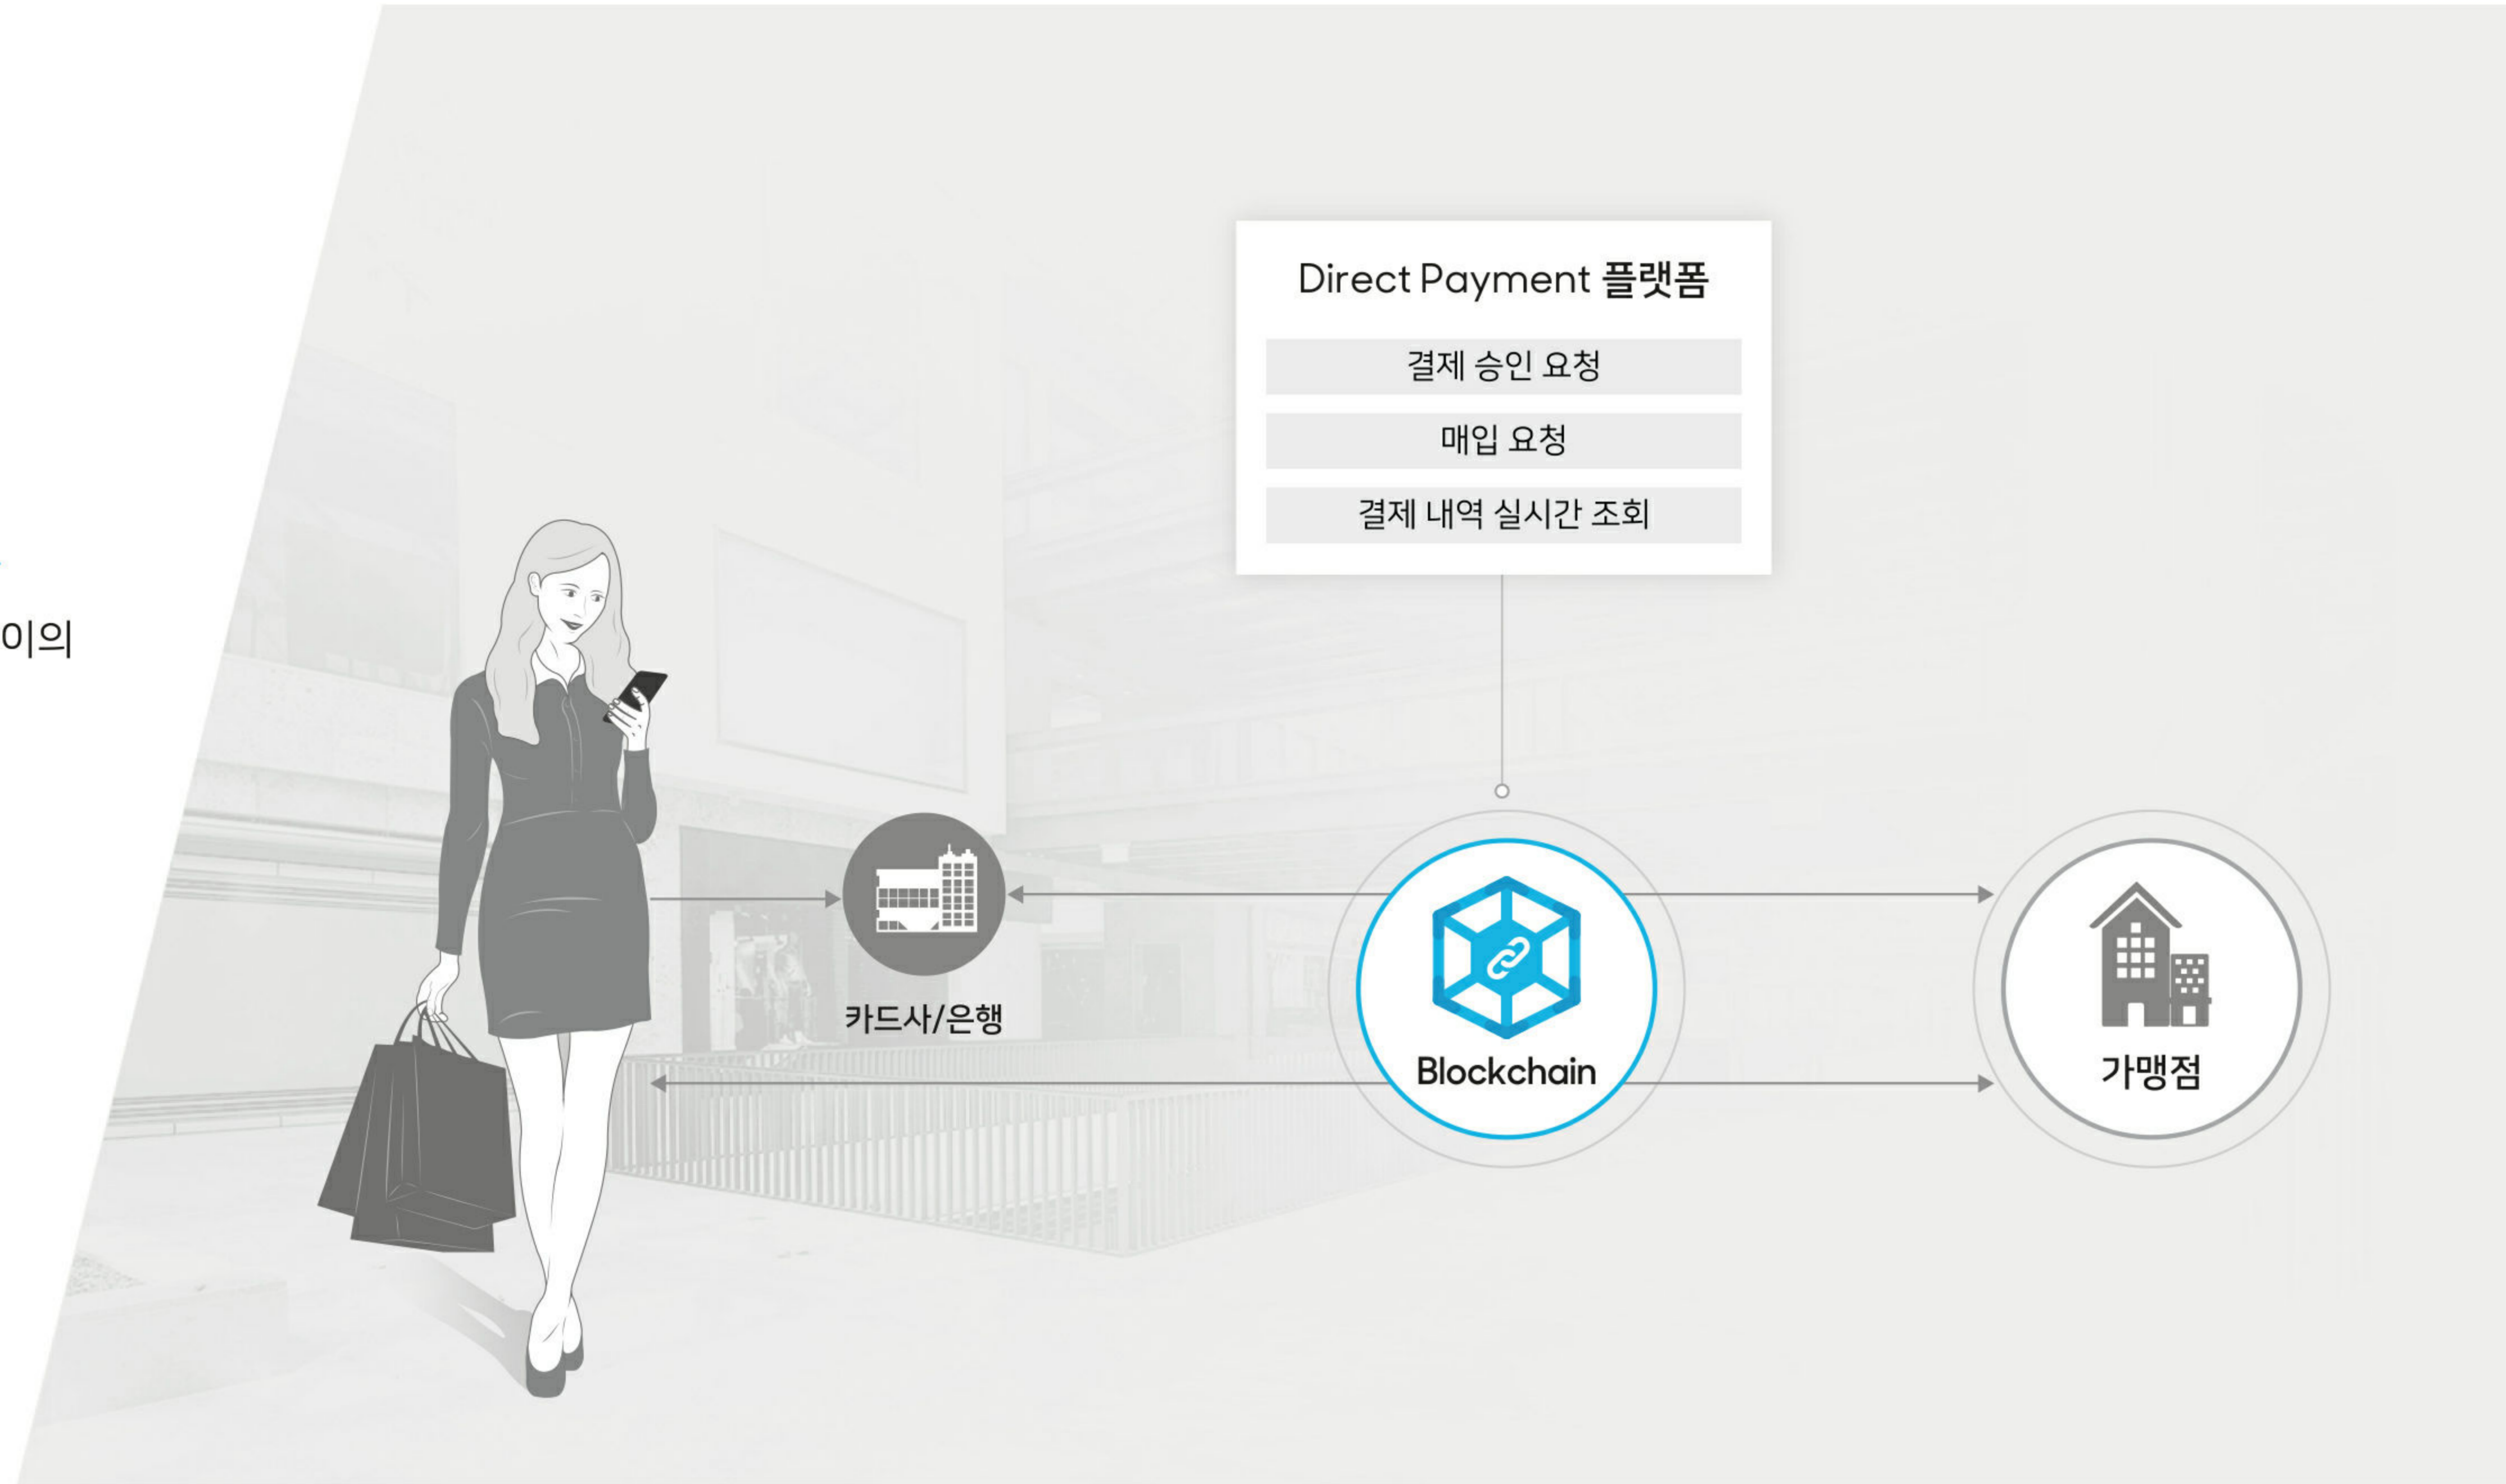 이의
Direct Payment 플랫폼
결제 승인 요청
매입 요청
결제 내역 실시간 조회
카드사/은행
Blockchain
가맹점